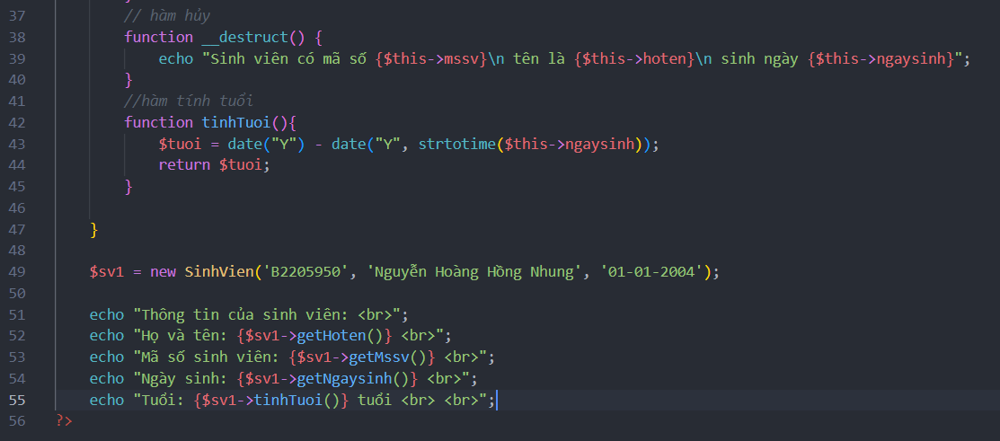 37 // hàm hủy
38 function __destruct() {
39 echo "Sinh viên có mã số {$this->mssv}\n tên là {$this->hoten}\n sinh ngày {$this->ngaysinh}";
40 }
41 //hàm tính tuổi
42 function tinhTuoi(){
43 $tuoi = date("Y") - date("Y", strtotime($this->ngaysinh));
44 return $tuoi;
45 }
46
47 }
48
49 $sv1 = new SinhVien('B2205950', 'Nguyễn Hoàng Hồng Nhung', '01-01-2004');
50
51 echo "Thông tin của sinh viên: <br>";
52 echo "Họ và tên: {$sv1->getHoten()} <br>";
53 echo "Mã số sinh viên: {$sv1->getMssv()} <br>";
54 echo "Ngày sinh: {$sv1->getNgaysinh()} <br>";
55 echo "Tuổi: {$sv1->tinhTuoi()} tuổi <br> <br>";
56 ?>